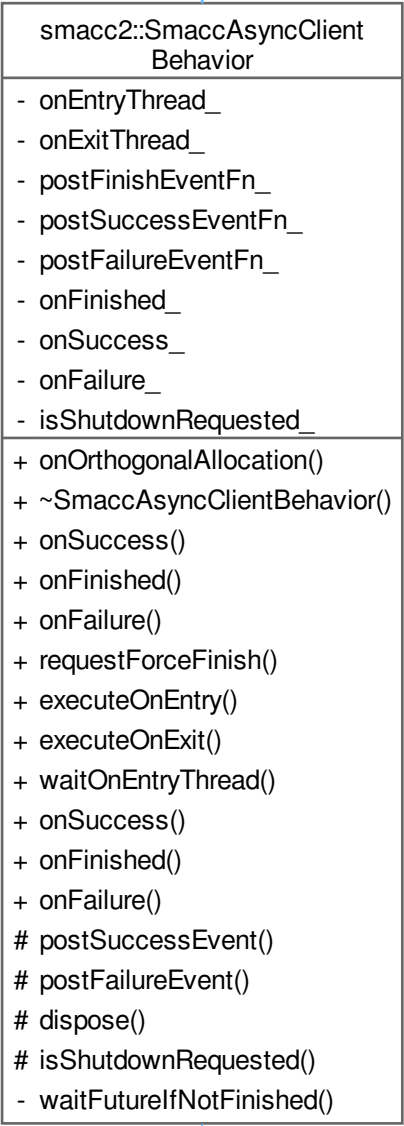 smacc2::SmaccAsyncClient
Behavior
- onEntryThread_
- onExitThread_
- postFinishEventFn_
- postSuccessEventFn_
- postFailureEventFn_
- onFinished_
- onSuccess_
- onFailure_
- isShutdownRequested_
+ onOrthogonalAllocation()
+ ~SmaccAsyncClientBehavior()
+ onSuccess()
+ onFinished()
+ onFailure()
+ requestForceFinish()
+ executeOnEntry()
+ executeOnExit()
+ waitOnEntryThread()
+ onSuccess()
+ onFinished()
+ onFailure()
# postSuccessEvent()
# postFailureEvent()
# dispose()
# isShutdownRequested()
- waitFutureIfNotFinished()